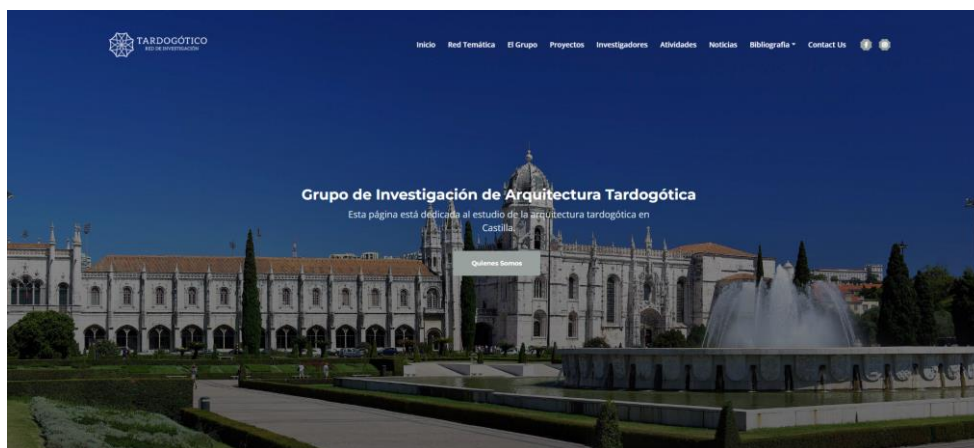 TARDOGÓTICO
RED DE INVESTIGACIÓN
Inicio Red Temática El Grupo Proyectos Investigadores Atividades Noticias Bibliografia Contact Us
Grupo de Investigación de Arquitectura Tardogótica
Esta página está dedicada al estudio de la arquitectura tardogótica en
Castilla.
Quienes Somos